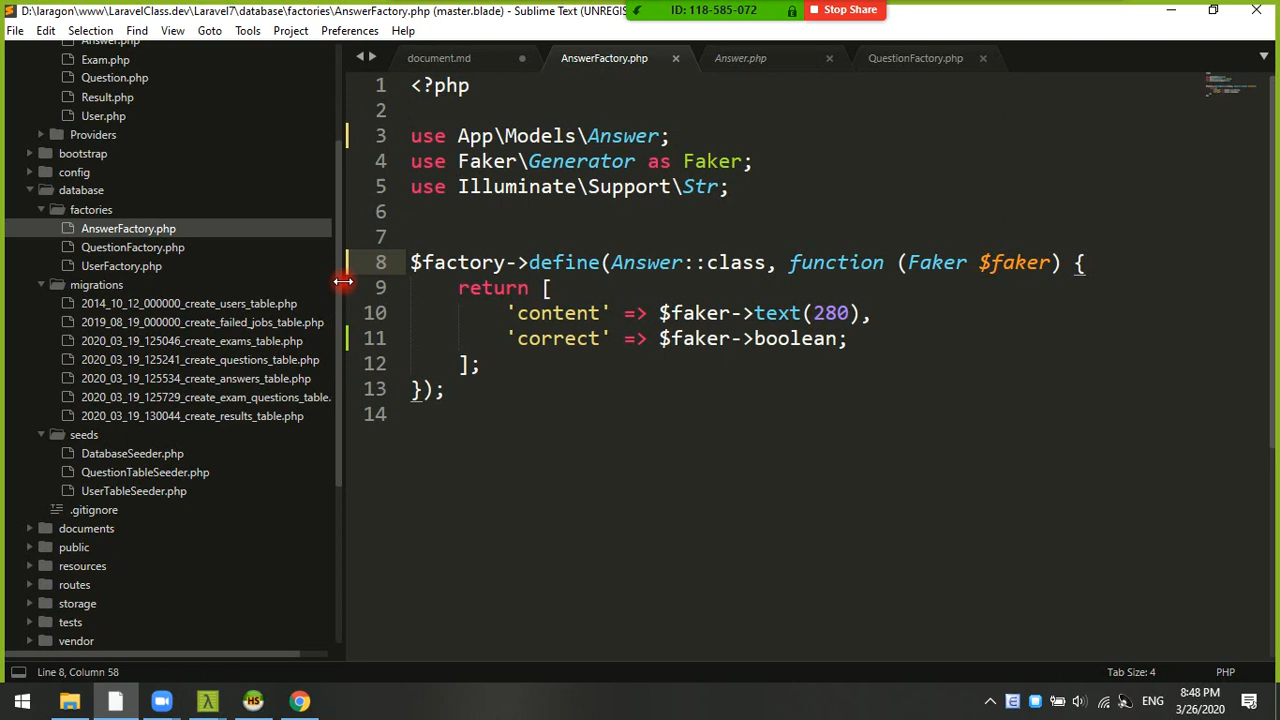 D:\laragon\www\LaravelClass.dev\Laravel7\database\factories\AnswerFactory.php (master.blade) - Sublime Text (UNREGIS
ID: 118-585-072
Stop Share
File Edit Selection Find View Goto Tools Project Preferences Help
document.md
AnswerFactory.php
Answer.php
QuestionFactory.php
Answer.php
Exam.php
Question.php
Result.php
User.php
Providers
bootstrap
config
database
factories
AnswerFactory.php
QuestionFactory.php
UserFactory.php
migrations
2014_10_12_000000_create_users_table.php
2019_08_19_000000_create_failed_jobs_table.php
2020_03_19_125046_create_exams_table.php
2020_03_19_125241_create_questions_table.php
2020_03_19_125534_create_answers_table.php
2020_03_19_125729_create_exam_questions_table.
2020_03_19_130044_create_results_table.php
seeds
DatabaseSeeder.php
QuestionTableSeeder.php
UserTableSeeder.php
.gitignore
documents
public
resources
routes
storage
tests
vendor
1 <?php
2
3 use App\Models\Answer;
4 use Faker\Generator as Faker;
5 use Illuminate\Support\Str;
6
7
8 $factory->define(Answer::class, function (Faker $faker) {
9 return [
10 'content' => $faker->text(280),
11 'correct' => $faker->boolean;
12 ];
13 });
14
Line 8, Column 58
Tab Size: 4
PHP
HS
ENG
8:48 PM
3/26/2020